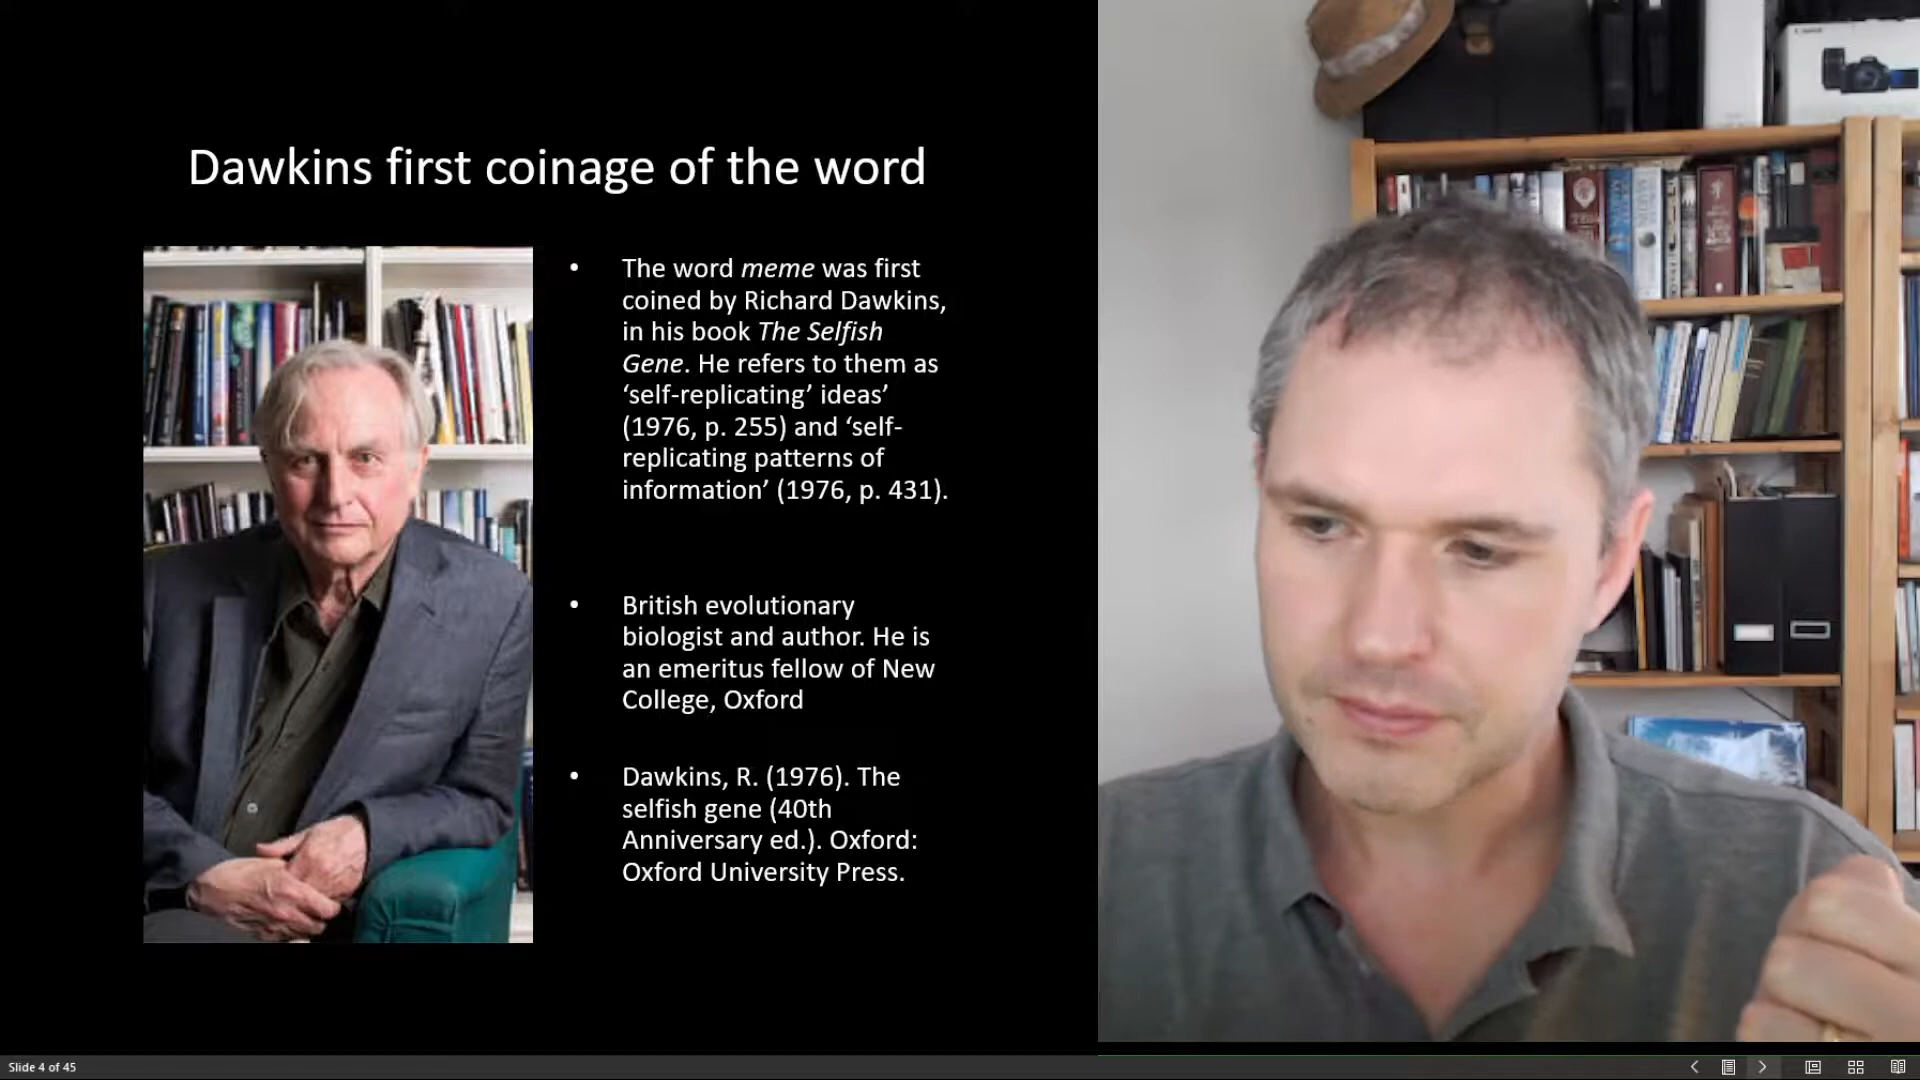 Dawkins first coinage of the word
• The word meme was first
coined by Richard Dawkins,
in his book The Selfish
Gene. He refers to them as
‘self-replicating’ ideas’
(1976, p. 255) and ‘self-
replicating patterns of
information’ (1976, p. 431).
• British evolutionary
biologist and author. He is
an emeritus fellow of New
College, Oxford
• Dawkins, R. (1976). The
selfish gene (40th
Anniversary ed.). Oxford:
Oxford University Press.
Slide 4 of 45